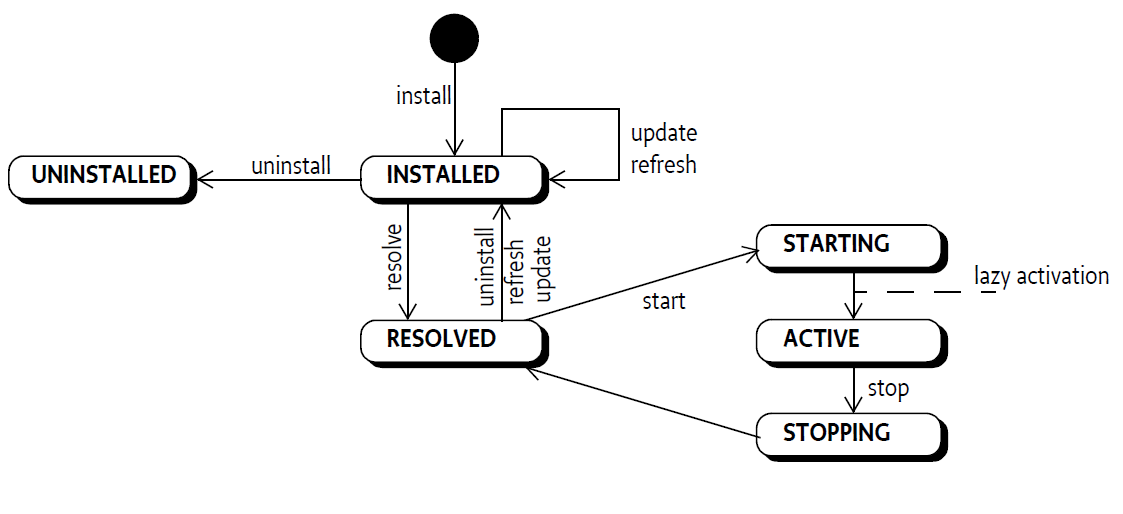 install
update
refresh
UNINSTALLED
uninstall
INSTALLED
resolve
uninstall
refresh
update
STARTING
lazy activation
start
RESOLVED
ACTIVE
stop
STOPPING